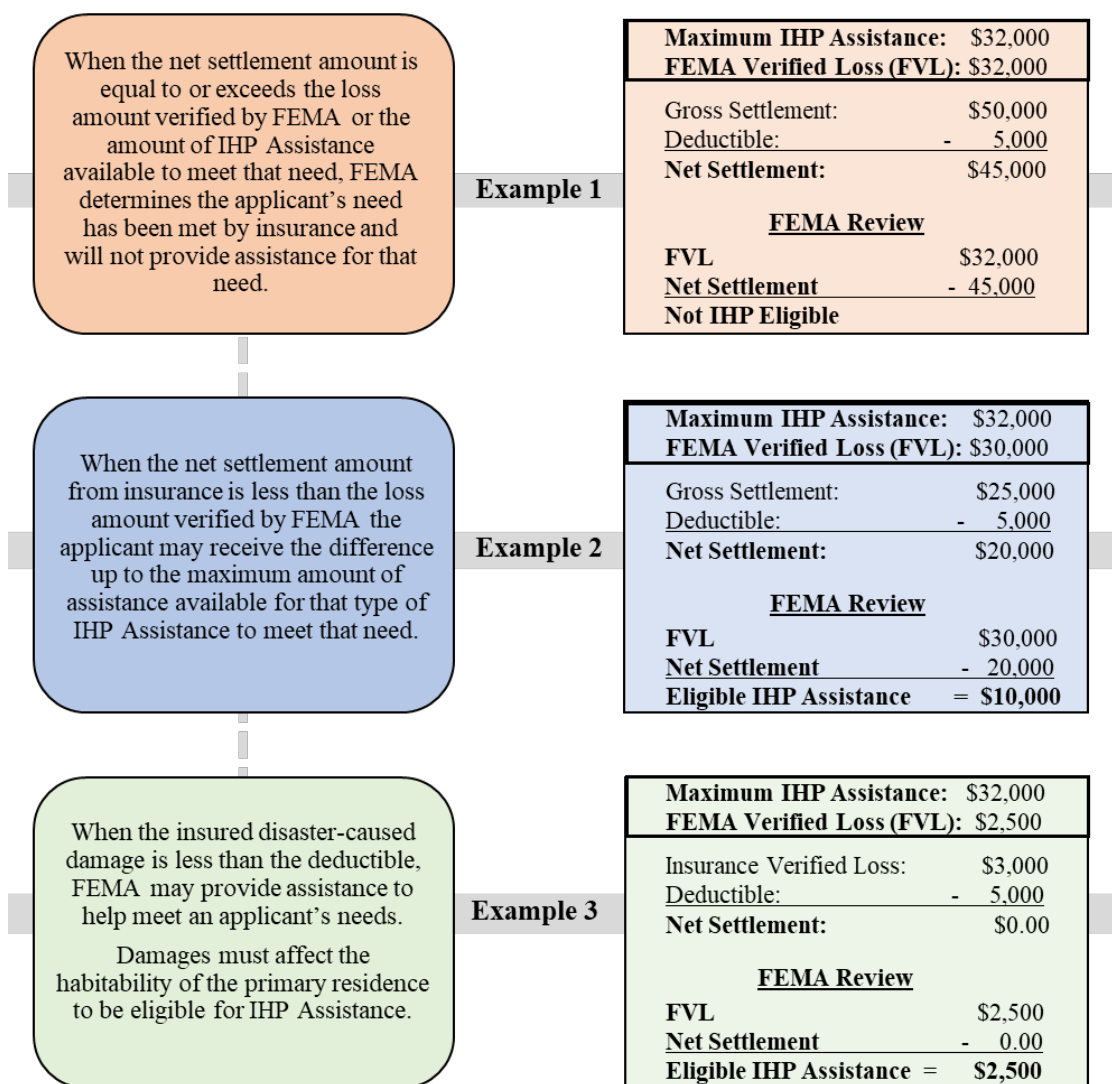 When the net settlement amount is
equal to or exceeds the loss
amount verified by FEMA or the
amount of IHP Assistance
available to meet that need, FEMA
determines the applicant's need
has been met by insurance and
will not provide assistance for that
need.
Example 1
Maximum IHP Assistance: $32,000
FEMA Verified Loss (FVL): $32,000
Gross Settlement: $50,000
Deductible: - 5,000
Net Settlement: $45,000
FEMA Review
FVL $32,000
Net Settlement - 45,000
Not IHP Eligible
When the net settlement amount
from insurance is less than the loss
amount verified by FEMA the
applicant may receive the difference
up to the maximum amount of
assistance available for that type of
IHP Assistance to meet that need.
Example 2
Maximum IHP Assistance: $32,000
FEMA Verified Loss (FVL): $30,000
Gross Settlement: $25,000
Deductible: - 5,000
Net Settlement: $20,000
FEMA Review
FVL $30,000
Net Settlement - 20,000
Eligible IHP Assistance = $10,000
When the insured disaster-caused
damage is less than the deductible,
FEMA may provide assistance to
help meet an applicant's needs.
Damages must affect the
habitability of the primary residence
to be eligible for IHP Assistance.
Example 3
Maximum IHP Assistance: $32,000
FEMA Verified Loss (FVL): $2,500
Insurance Verified Loss: $3,000
Deductible: - 5,000
Net Settlement: $0.00
FEMA Review
FVL $2,500
Net Settlement - 0.00
Eligible IHP Assistance = $2,500